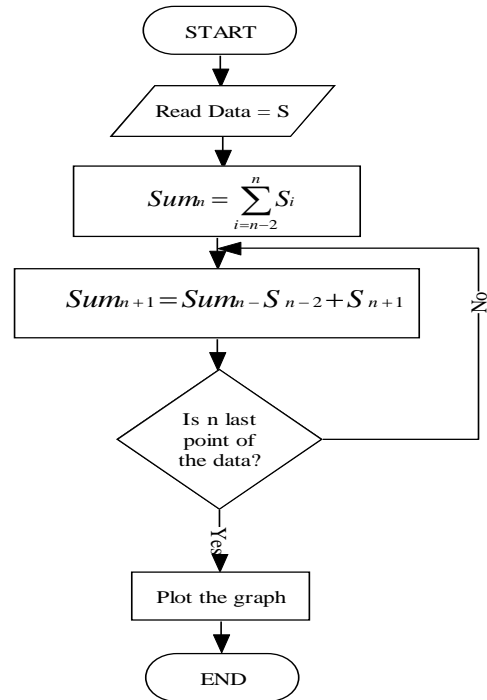 START
Read Data = S
Sumₙ = ∑ⁿᵢ₌ₙ₋₂ Sᵢ
Sumₙ₊₁ = Sumₙ − Sₙ₋₂ + Sₙ₊₁
No
Is n last
point of
the data?
Yes
Plot the graph
END